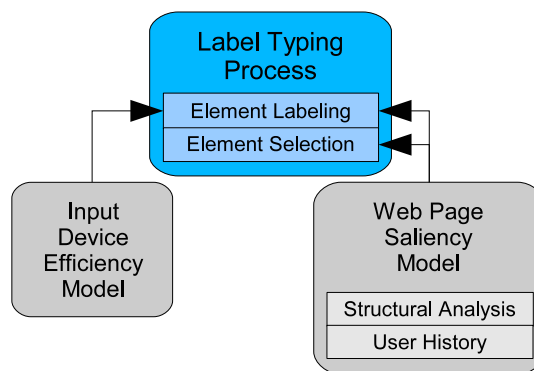 Label Typing
Process
Element Labeling
Element Selection
Input
Device
Efficiency
Model
Web Page
Saliency
Model
Structural Analysis
User History